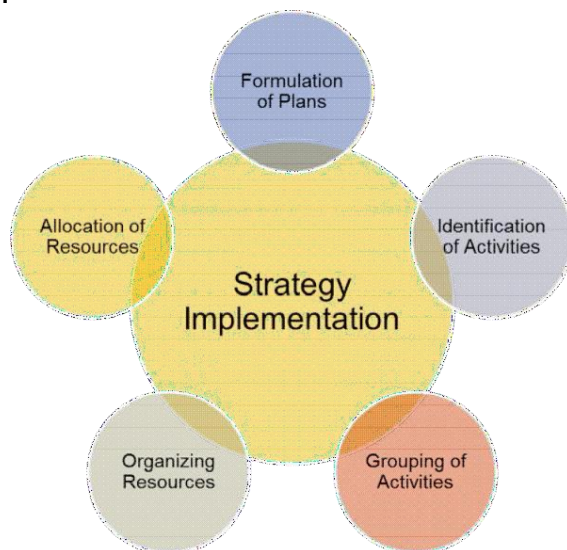 Formulation
of Plans
Allocation of
Resources
Identification
of Activities
Strategy
Implementation
Organizing
Resources
Grouping of
Activities